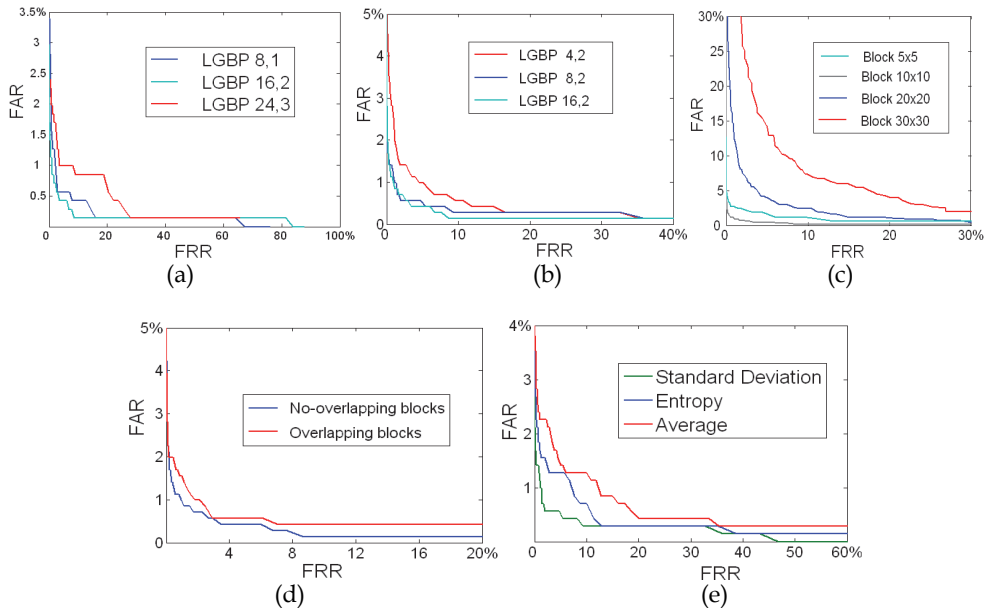 3.5%
3
2.5
2
1.5
1
0.5
FAR
LGBP 8,1
LGBP 16,2
LGBP 24,3
0
20
40
60
80
100%
FRR
(a)
5%
4
3
2
1
0
FAR
LGBP 4,2
LGBP 8,2
LGBP 16,2
0
10
20
30
40%
FRR
(b)
30%
25
20
15
10
5
0
FAR
Block 5x5
Block 10x10
Block 20x20
Block 30x30
0
10
20
30%
FRR
(c)
5%
4
3
2
1
0
FAR
No-overlapping blocks
Overlapping blocks
4
8
12
16
20%
FRR
(d)
4%
3
2
1
FAR
Standard Deviation
Entropy
Average
0
10
20
30
40
50
60%
FRR
(e)